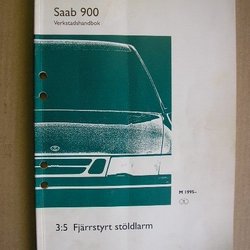 Saab 900
Verkstadshandbok
M 1995–
3:5 Fjärrstyrt stöldlarm